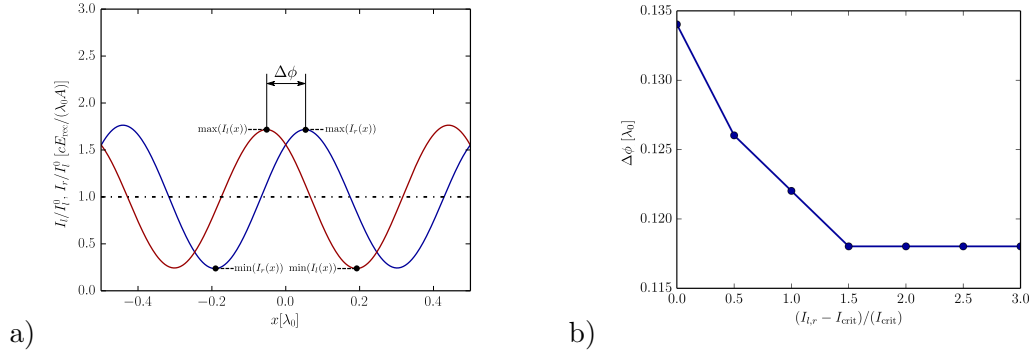 3.0
2.5
2.0
1.5
1.0
0.5
0.0
I_l/I_l^0, I_r/I_l^0 [cE_rec/(λ_0A)]
Δϕ
max(I_l(x))
max(I_r(x))
min(I_r(x))
min(I_l(x))
−0.4
−0.2
0.0
0.2
0.4
x[λ_0]
a)
0.135
0.130
0.125
0.120
0.115
Δϕ [λ_0]
0.0
0.5
1.0
1.5
2.0
2.5
3.0
(I_{l,r} − I_crit)/(I_crit)
b)